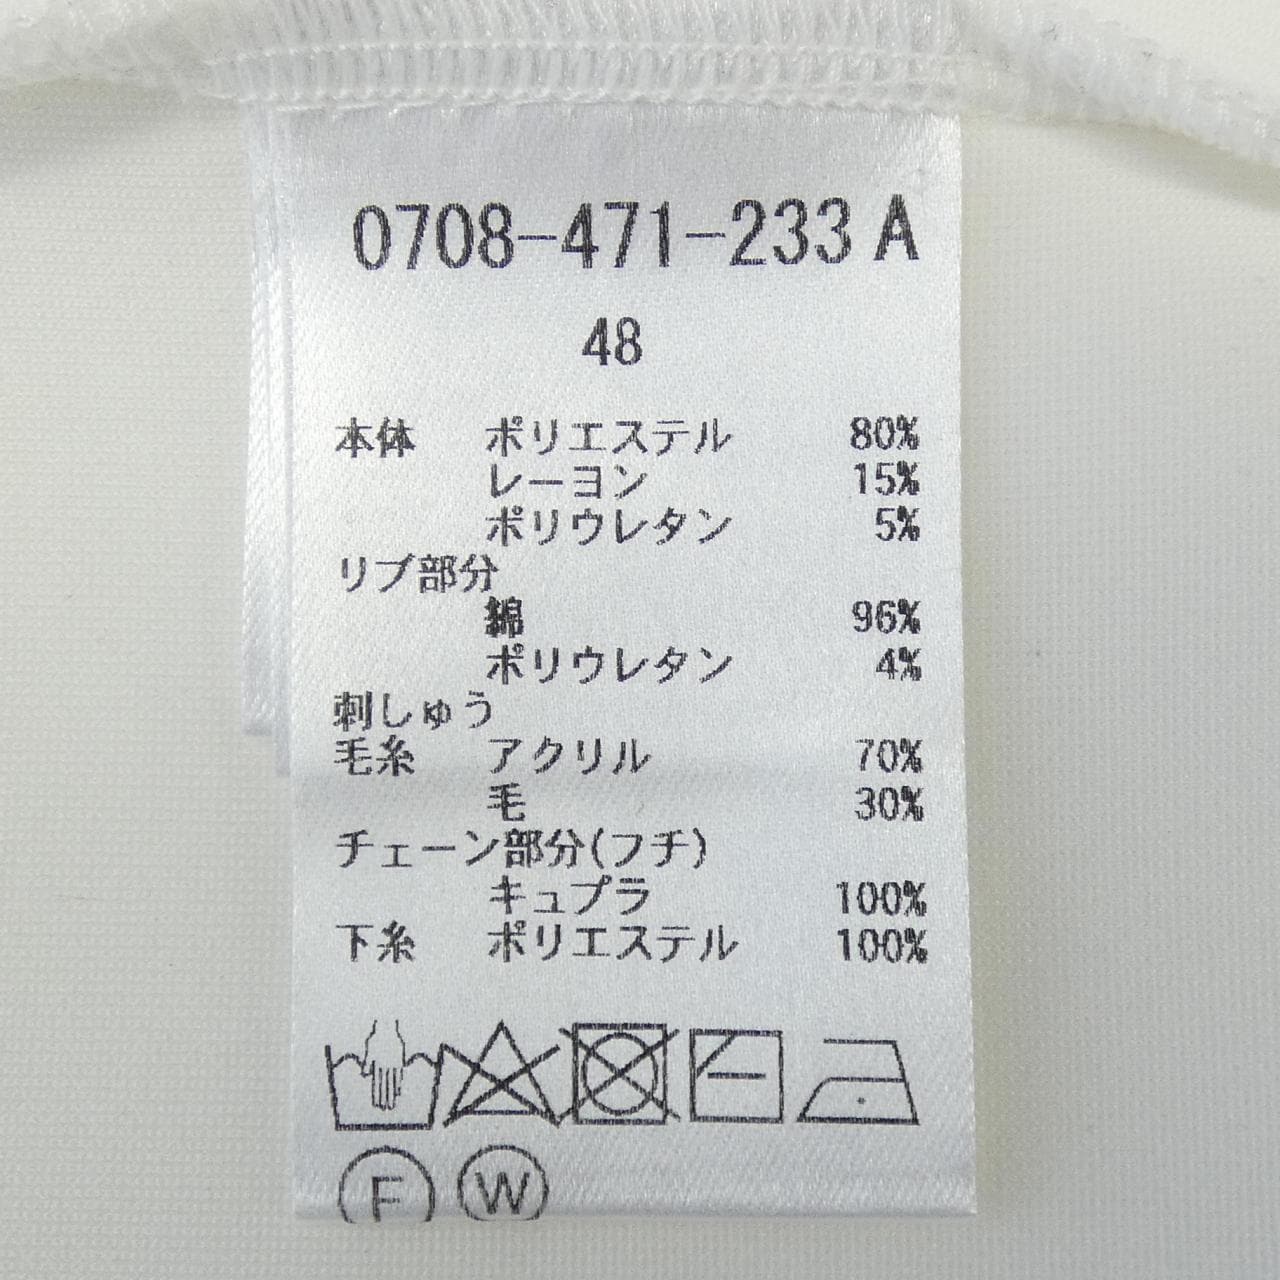 0708-471-233 A
48
本体 ポリエステル 80%
レーヨン 15%
ポリウレタン 5%
リブ部分
綿 96%
ポリウレタン 4%
刺しゅう
毛糸 アクリル 70%
毛 30%
チェーン部分(フチ)
キュプラ 100%
下糸 ポリエステル 100%
F W